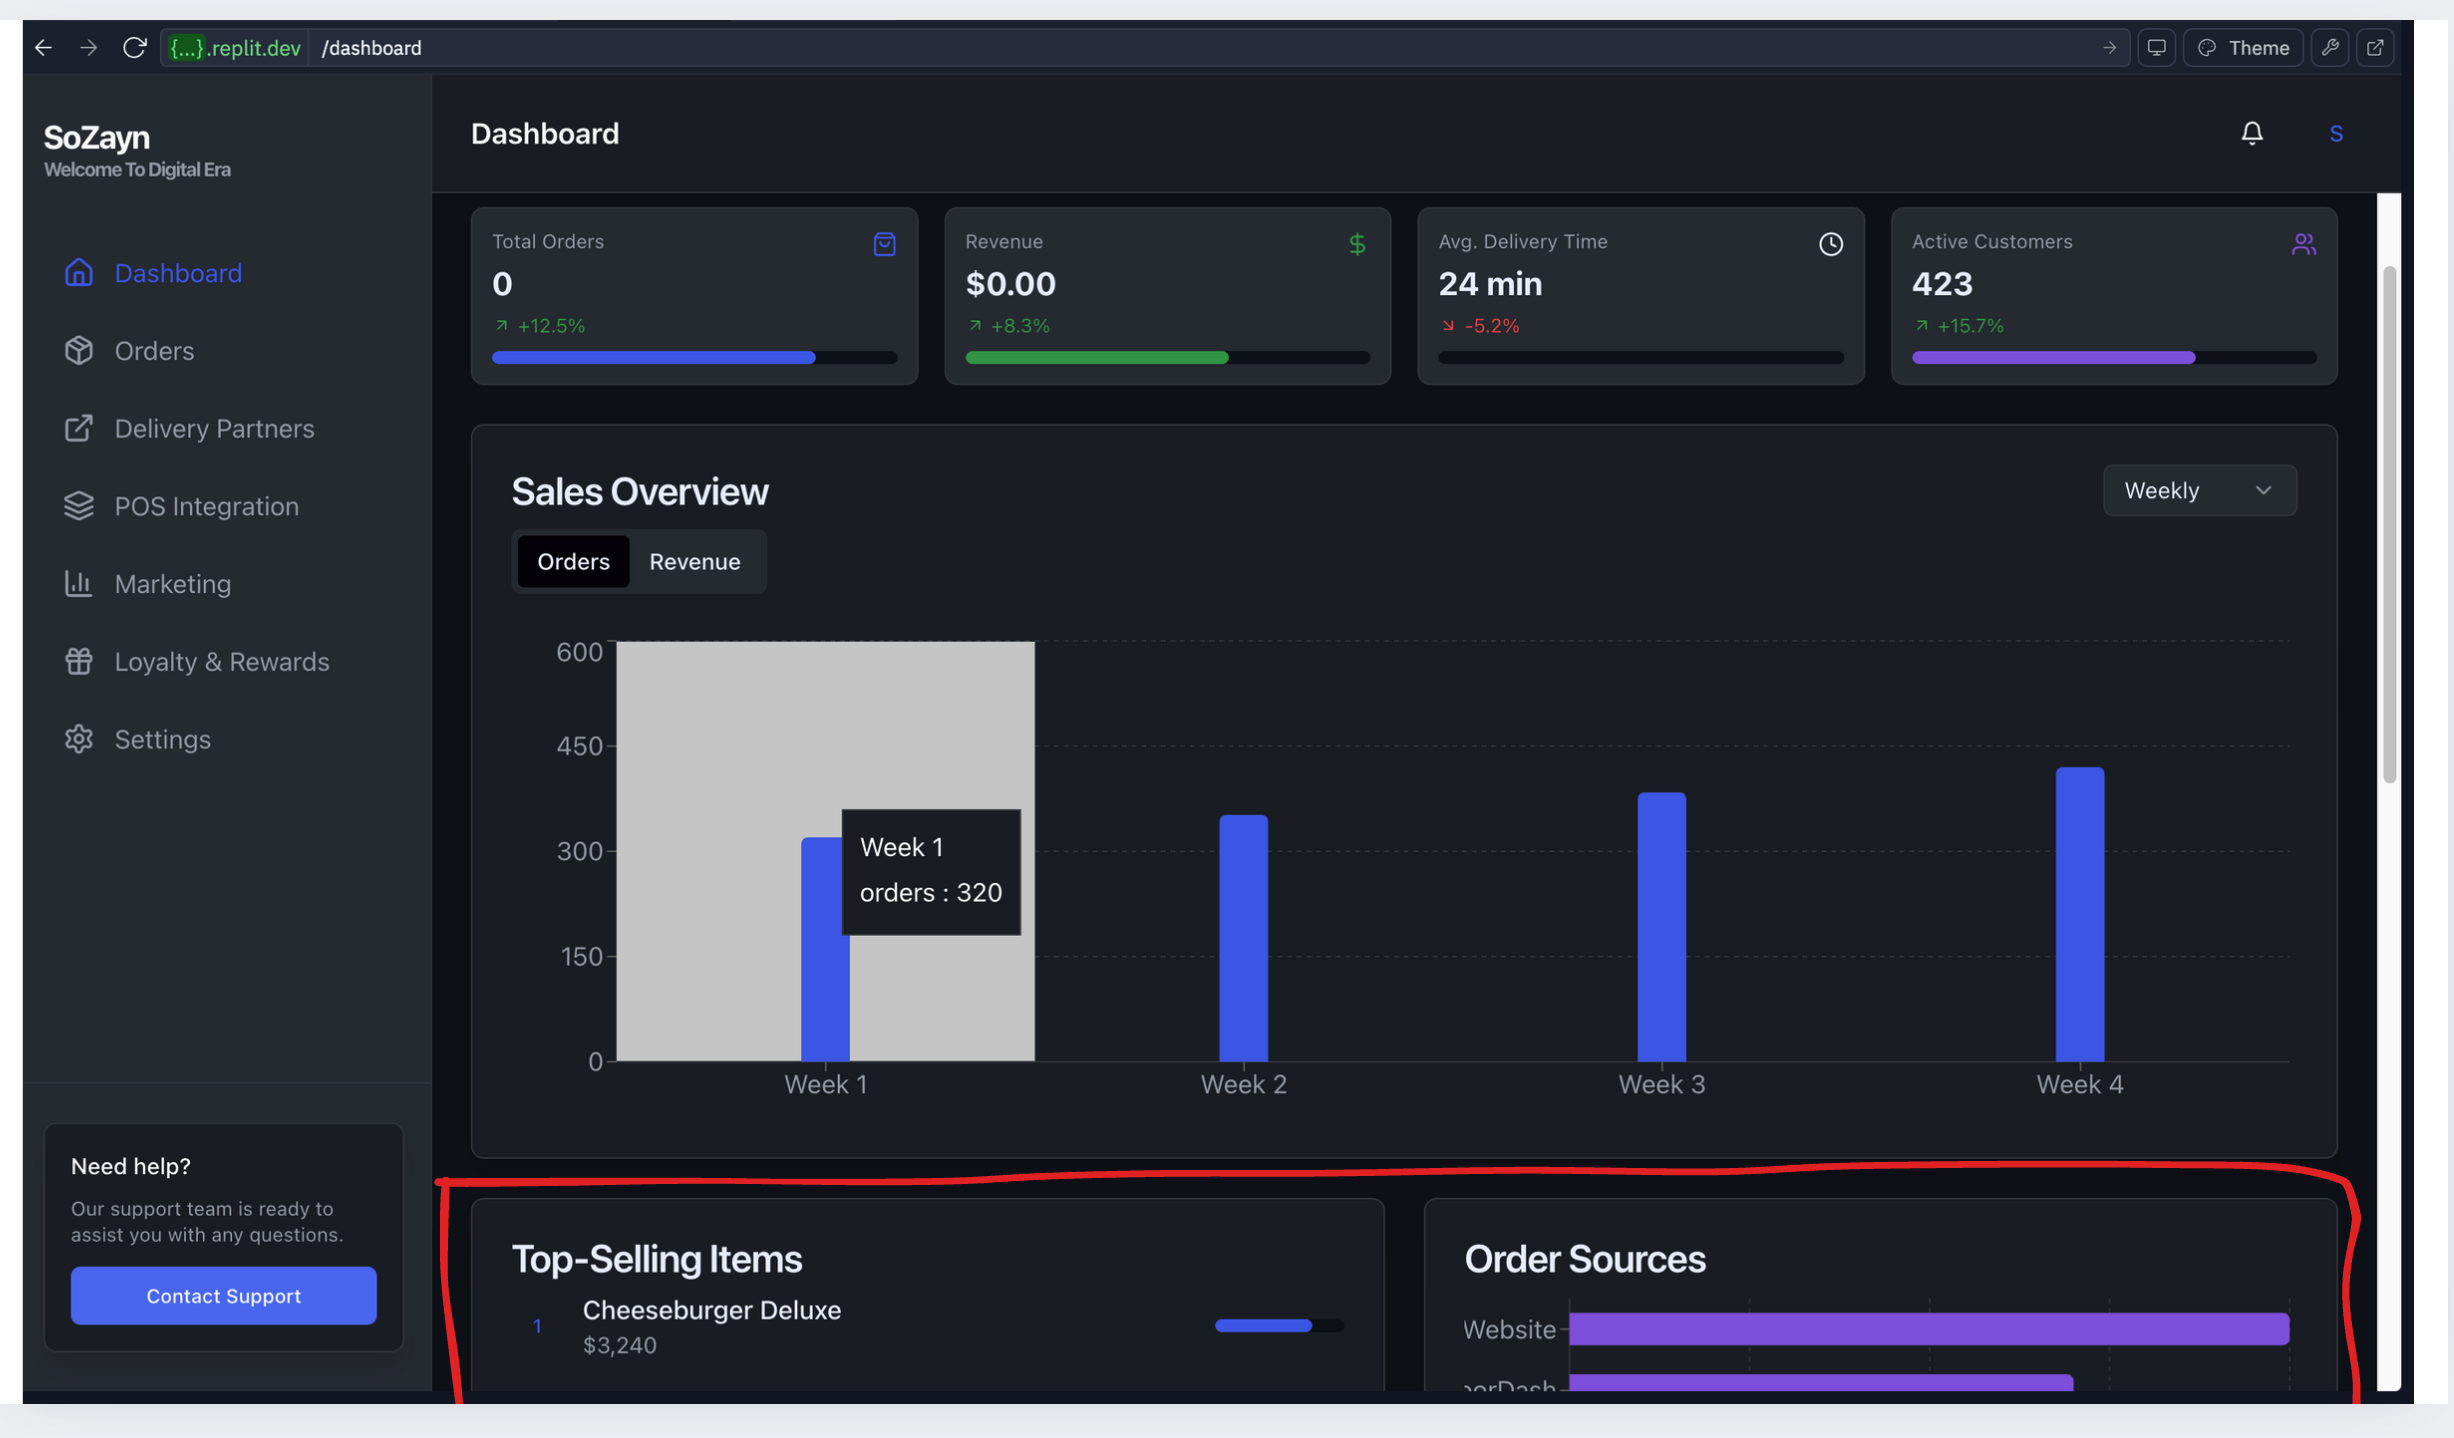 {...}.replit.dev /dashboard
Theme
SoZayn
Welcome To Digital Era
Dashboard
Orders
Delivery Partners
POS Integration
Marketing
Loyalty & Rewards
Settings
Need help?
Our support team is ready to
assist you with any questions.
Contact Support
Dashboard
S
Total Orders
0
+12.5%
Revenue
$0.00
+8.3%
Avg. Delivery Time
24 min
-5.2%
Active Customers
423
+15.7%
Sales Overview
Weekly
Orders Revenue
600
450
300
150
0
Week 1
orders : 320
Week 1 Week 2 Week 3 Week 4
Top-Selling Items
1
Cheeseburger Deluxe
$3,240
Order Sources
Website